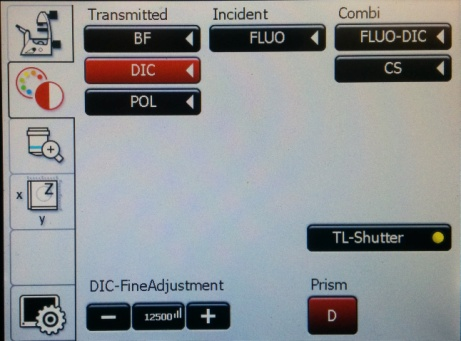 Transmitted Incident Combi
BF FLUO FLUO-DIC
DIC CS
POL
Z
x
y
TL-Shutter
DIC-FineAdjustment Prism
- 12500 + D